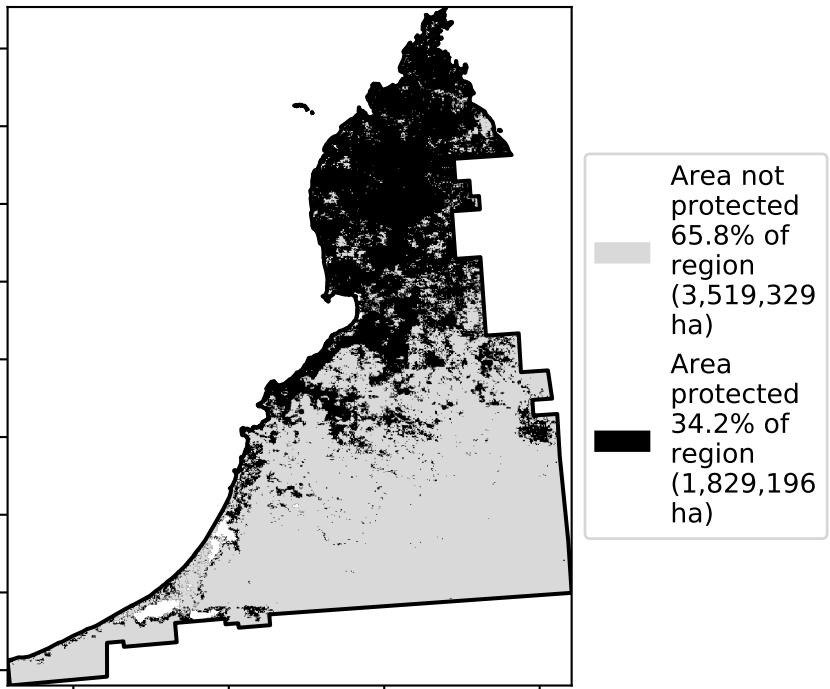 Area not
protected
65.8% of
region
(3,519,329
ha)
Area
protected
34.2% of
region
(1,829,196
ha)